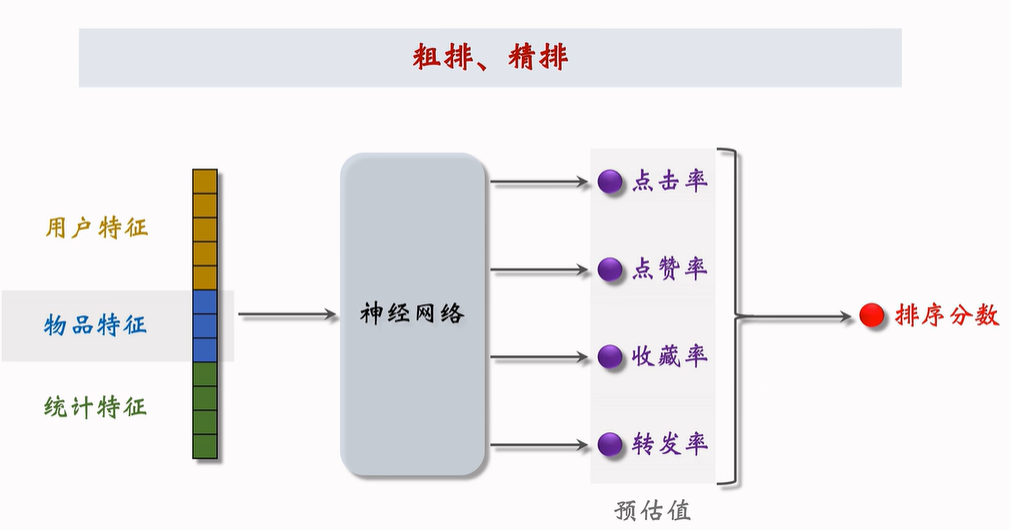 粗排、精排
用户特征
物品特征
统计特征
神经网络
点击率
点赞率
收藏率
转发率
预估值
排序分数